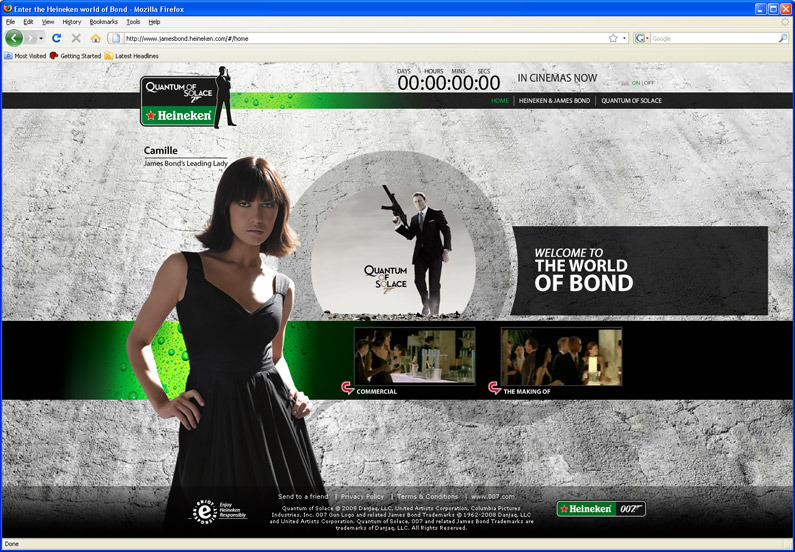 Enter the Heineken world of Bond - Mozilla Firefox
File Edit View History Bookmarks Tools Help
http://www.jamesbond.heineken.com/#/home
Google
Most Visited Getting Started Latest Headlines
DAYS HOURS MINS SECS
00:00:00:00
IN CINEMAS NOW
ON | OFF
QUANTUM OF
SOLACE
Heineken
HOME | HEINEKEN & JAMES BOND | QUANTUM OF SOLACE
Camille
James Bond's Leading Lady
QUANTUM
OF
SOLACE
WELCOME TO
THE WORLD
OF BOND
COMMERCIAL
THE MAKING OF
Send to a friend | Privacy Policy | Terms & Conditions | www.007.com
ENJOY
RESPONSIBLY
Enjoy
Heineken
Responsibly
Quantum of Solace © 2008 Danjaq, LLC, United Artists Corporation, Columbia Pictures
Industries, Inc. 007 Gun Logo and related James Bond Trademarks © 1962-2008 Danjaq, LLC
and United Artists Corporation. Quantum of Solace, 007 and related James Bond Trademarks are
trademarks of Danjaq, LLC. All Rights Reserved.
Heineken 007
Done